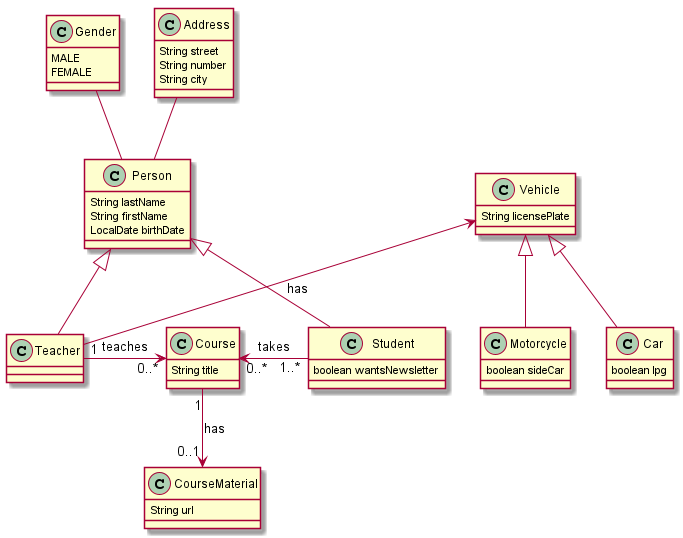 C Gender
MALE
FEMALE
C Address
String street
String number
String city
C Person
String lastName
String firstName
LocalDate birthDate
C Vehicle
String licensePlate
has
C Teacher
1 teaches 0..*
C Course
String title
takes
0..* 1..*
C Student
boolean wantsNewsletter
C Motorcycle
boolean sideCar
C Car
boolean lpg
1
has
0..1
C CourseMaterial
String url